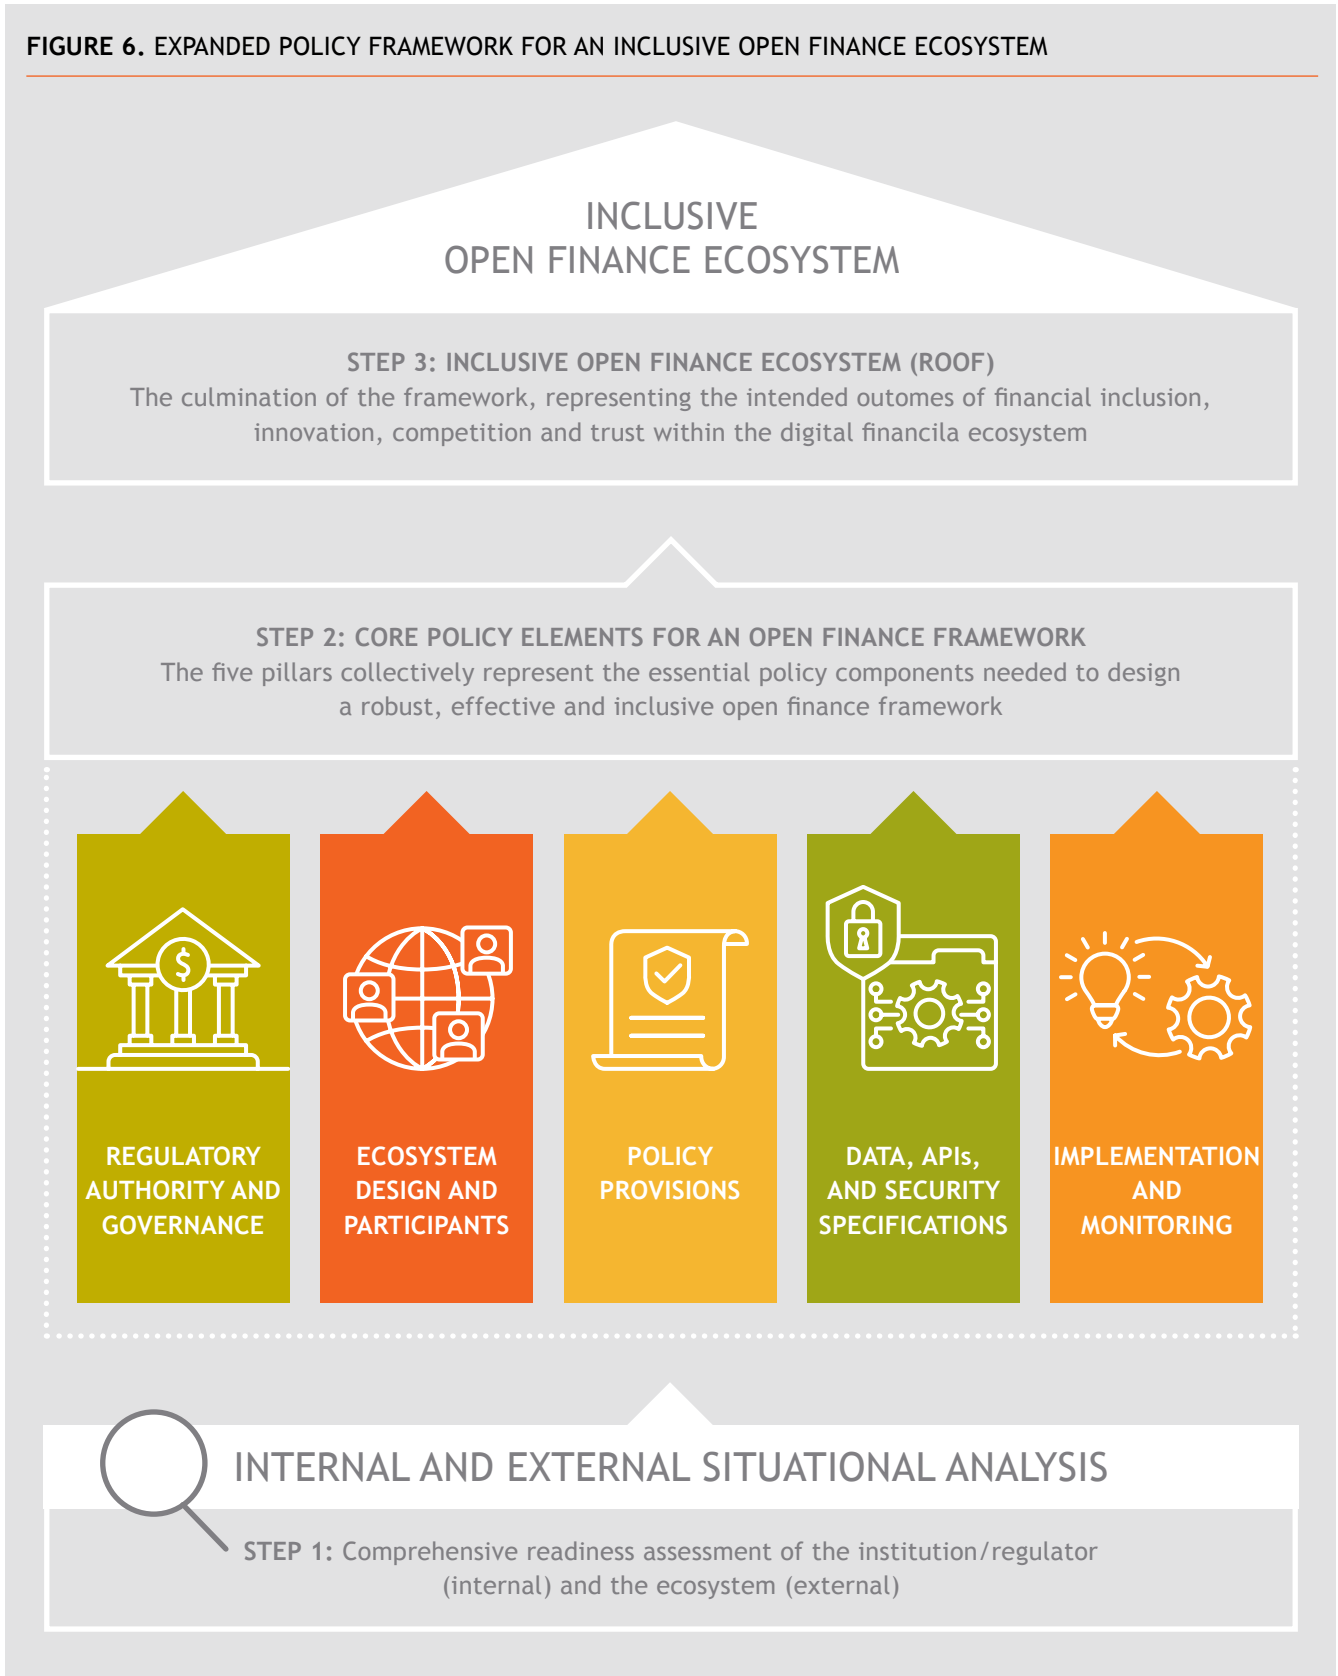 FIGURE 6. EXPANDED POLICY FRAMEWORK FOR AN INCLUSIVE OPEN FINANCE ECOSYSTEM
INCLUSIVE
OPEN FINANCE ECOSYSTEM
STEP 3: INCLUSIVE OPEN FINANCE ECOSYSTEM (ROOF)
The culmination of the framework, representing the intended outcomes of financial inclusion,
innovation, competition and trust within the digital financila ecosystem
STEP 2: CORE POLICY ELEMENTS FOR AN OPEN FINANCE FRAMEWORK
The five pillars collectively represent the essential policy components needed to design
a robust, effective and inclusive open finance framework
$
REGULATORY
AUTHORITY AND
GOVERNANCE
ECOSYSTEM
DESIGN AND
PARTICIPANTS
POLICY
PROVISIONS
DATA, APIs,
AND SECURITY
SPECIFICATIONS
IMPLEMENTATION
AND
MONITORING
INTERNAL AND EXTERNAL SITUATIONAL ANALYSIS
STEP 1: Comprehensive readiness assessment of the institution/regulator
(internal) and the ecosystem (external)